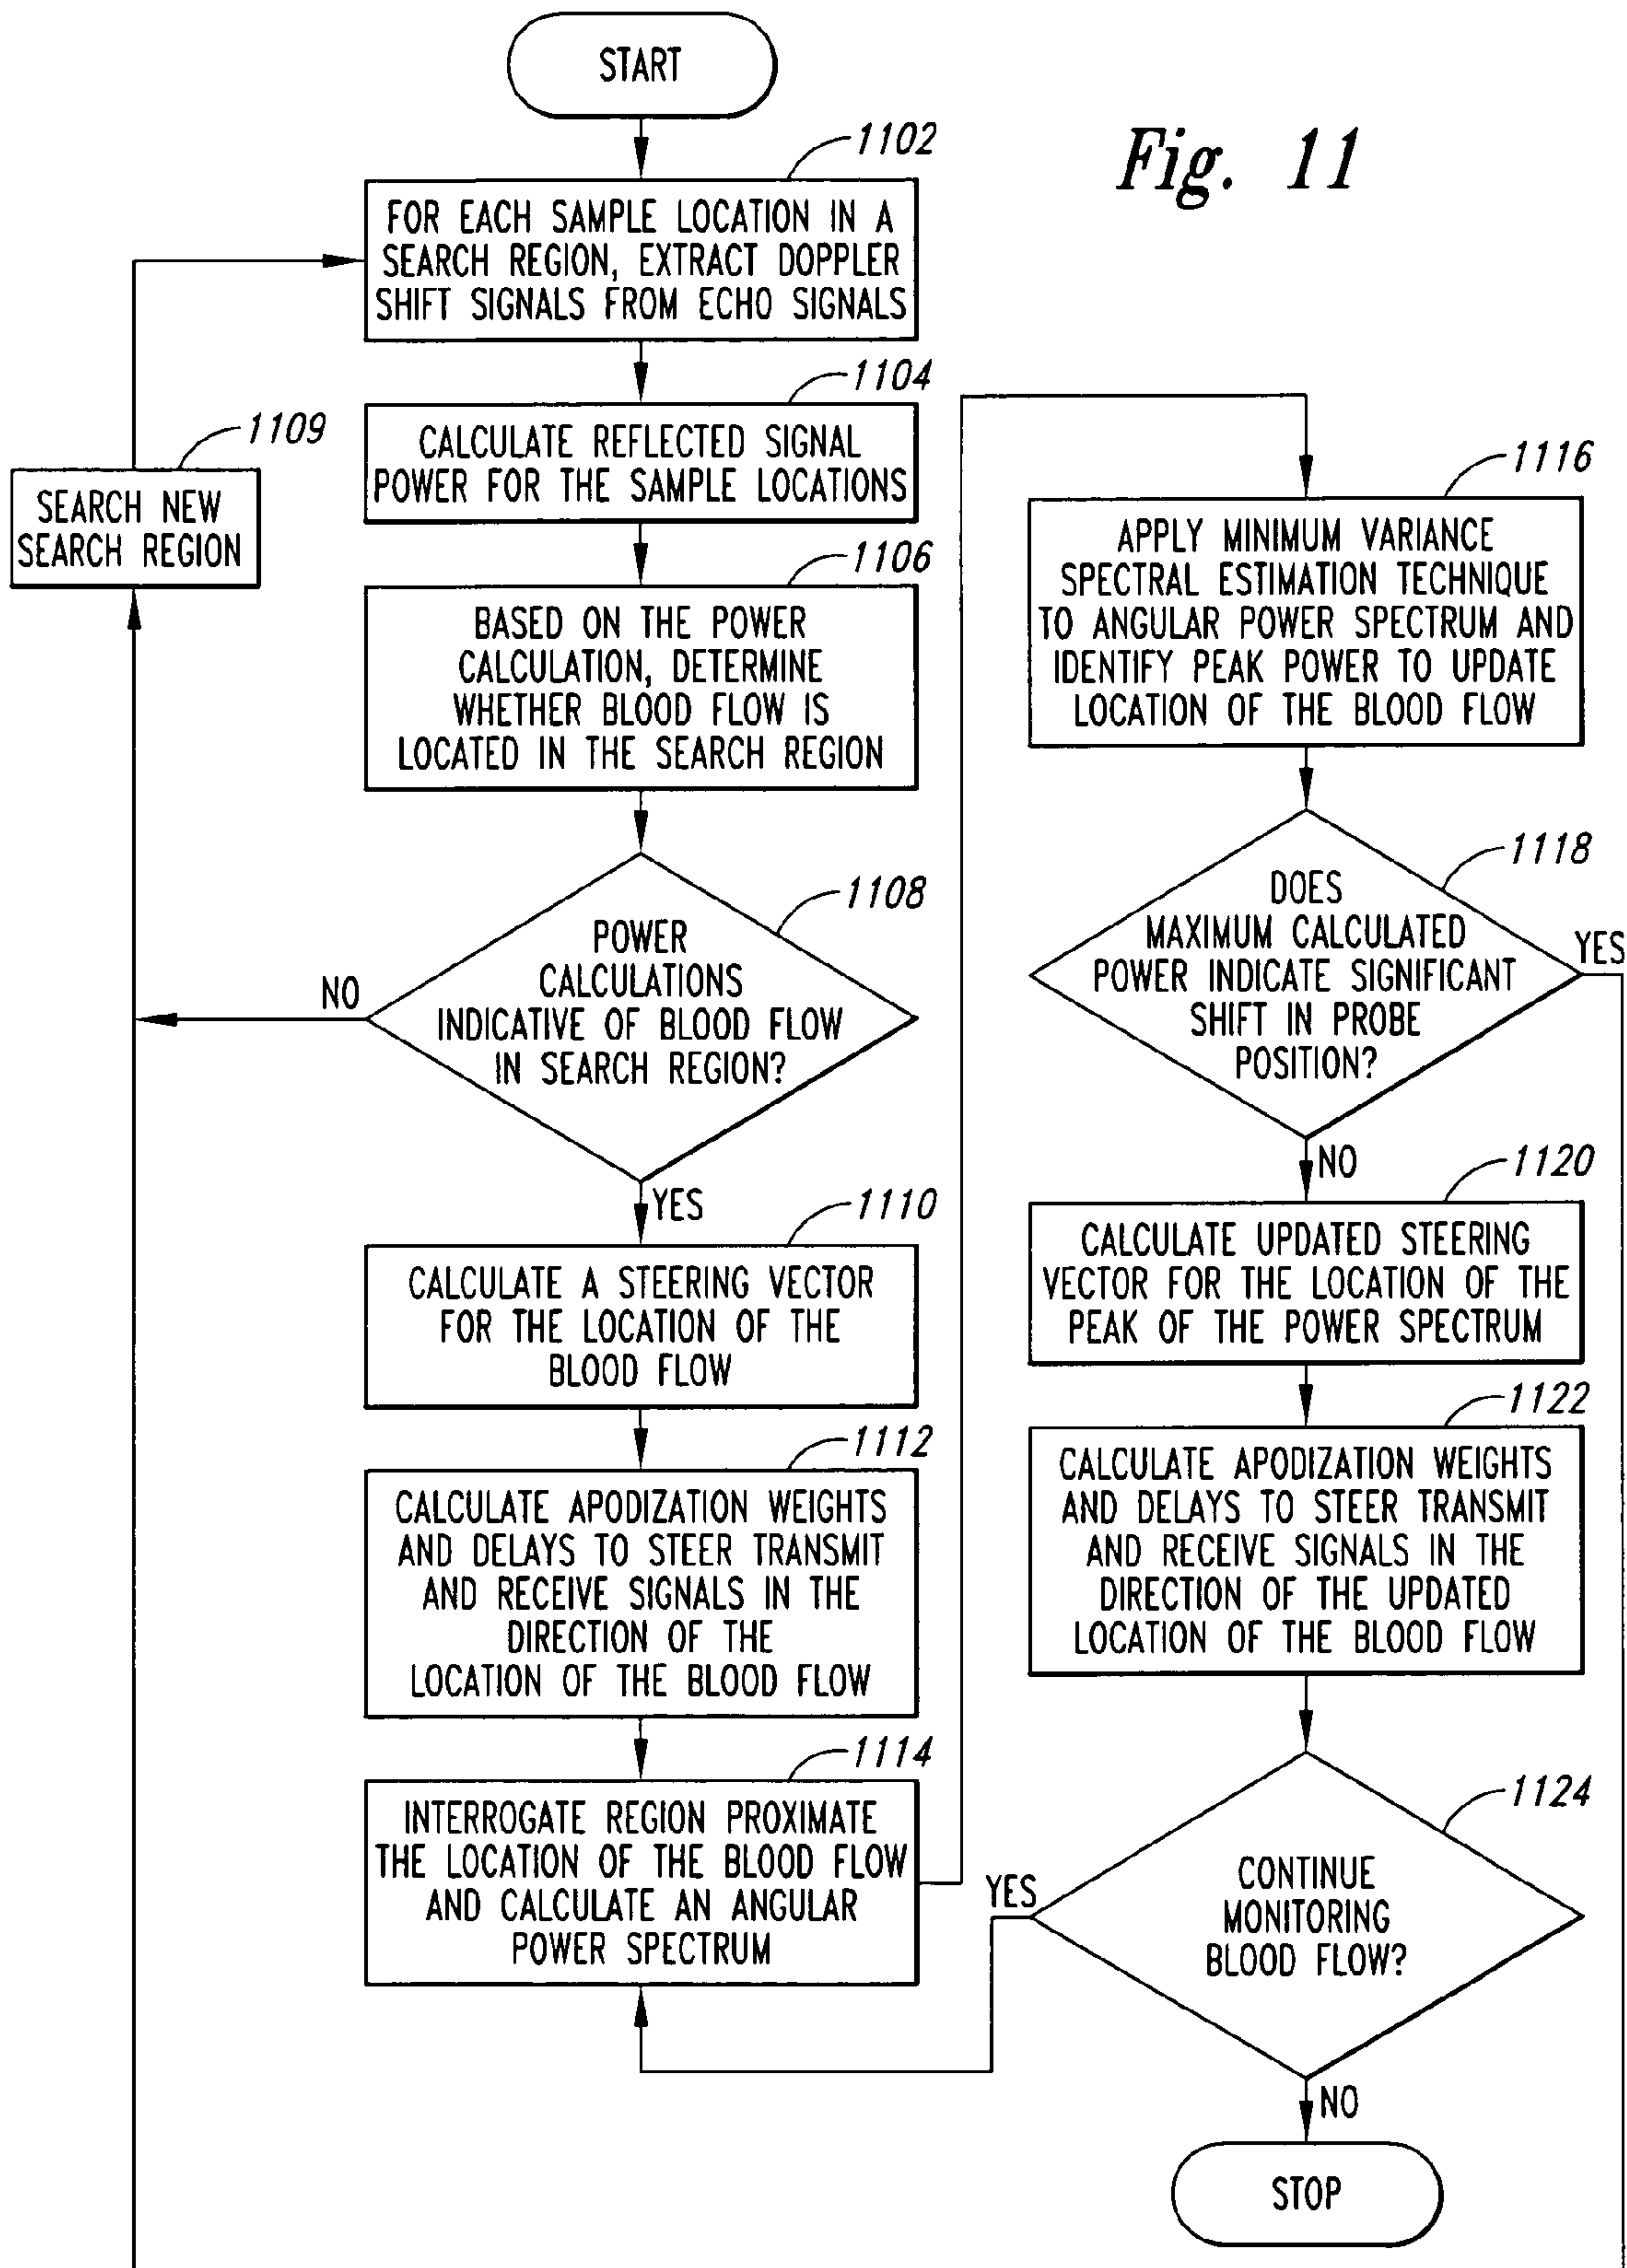 START
Fig. 11
1102
FOR EACH SAMPLE LOCATION IN A
SEARCH REGION, EXTRACT DOPPLER
SHIFT SIGNALS FROM ECHO SIGNALS
1104
CALCULATE REFLECTED SIGNAL
POWER FOR THE SAMPLE LOCATIONS
1109
SEARCH NEW
SEARCH REGION
1106
BASED ON THE POWER
CALCULATION, DETERMINE
WHETHER BLOOD FLOW IS
LOCATED IN THE SEARCH REGION
1108
POWER
CALCULATIONS
INDICATIVE OF BLOOD FLOW
IN SEARCH REGION?
NO
YES
1110
CALCULATE A STEERING VECTOR
FOR THE LOCATION OF THE
BLOOD FLOW
1112
CALCULATE APODIZATION WEIGHTS
AND DELAYS TO STEER TRANSMIT
AND RECEIVE SIGNALS IN THE
DIRECTION OF THE
LOCATION OF THE BLOOD FLOW
1114
INTERROGATE REGION PROXIMATE
THE LOCATION OF THE BLOOD FLOW
AND CALCULATE AN ANGULAR
POWER SPECTRUM
1116
APPLY MINIMUM VARIANCE
SPECTRAL ESTIMATION TECHNIQUE
TO ANGULAR POWER SPECTRUM AND
IDENTIFY PEAK POWER TO UPDATE
LOCATION OF THE BLOOD FLOW
1118
DOES
MAXIMUM CALCULATED
POWER INDICATE SIGNIFICANT
SHIFT IN PROBE
POSITION?
YES
NO
1120
CALCULATE UPDATED STEERING
VECTOR FOR THE LOCATION OF THE
PEAK OF THE POWER SPECTRUM
1122
CALCULATE APODIZATION WEIGHTS
AND DELAYS TO STEER TRANSMIT
AND RECEIVE SIGNALS IN THE
DIRECTION OF THE UPDATED
LOCATION OF THE BLOOD FLOW
1124
CONTINUE
MONITORING
BLOOD FLOW?
YES
NO
STOP